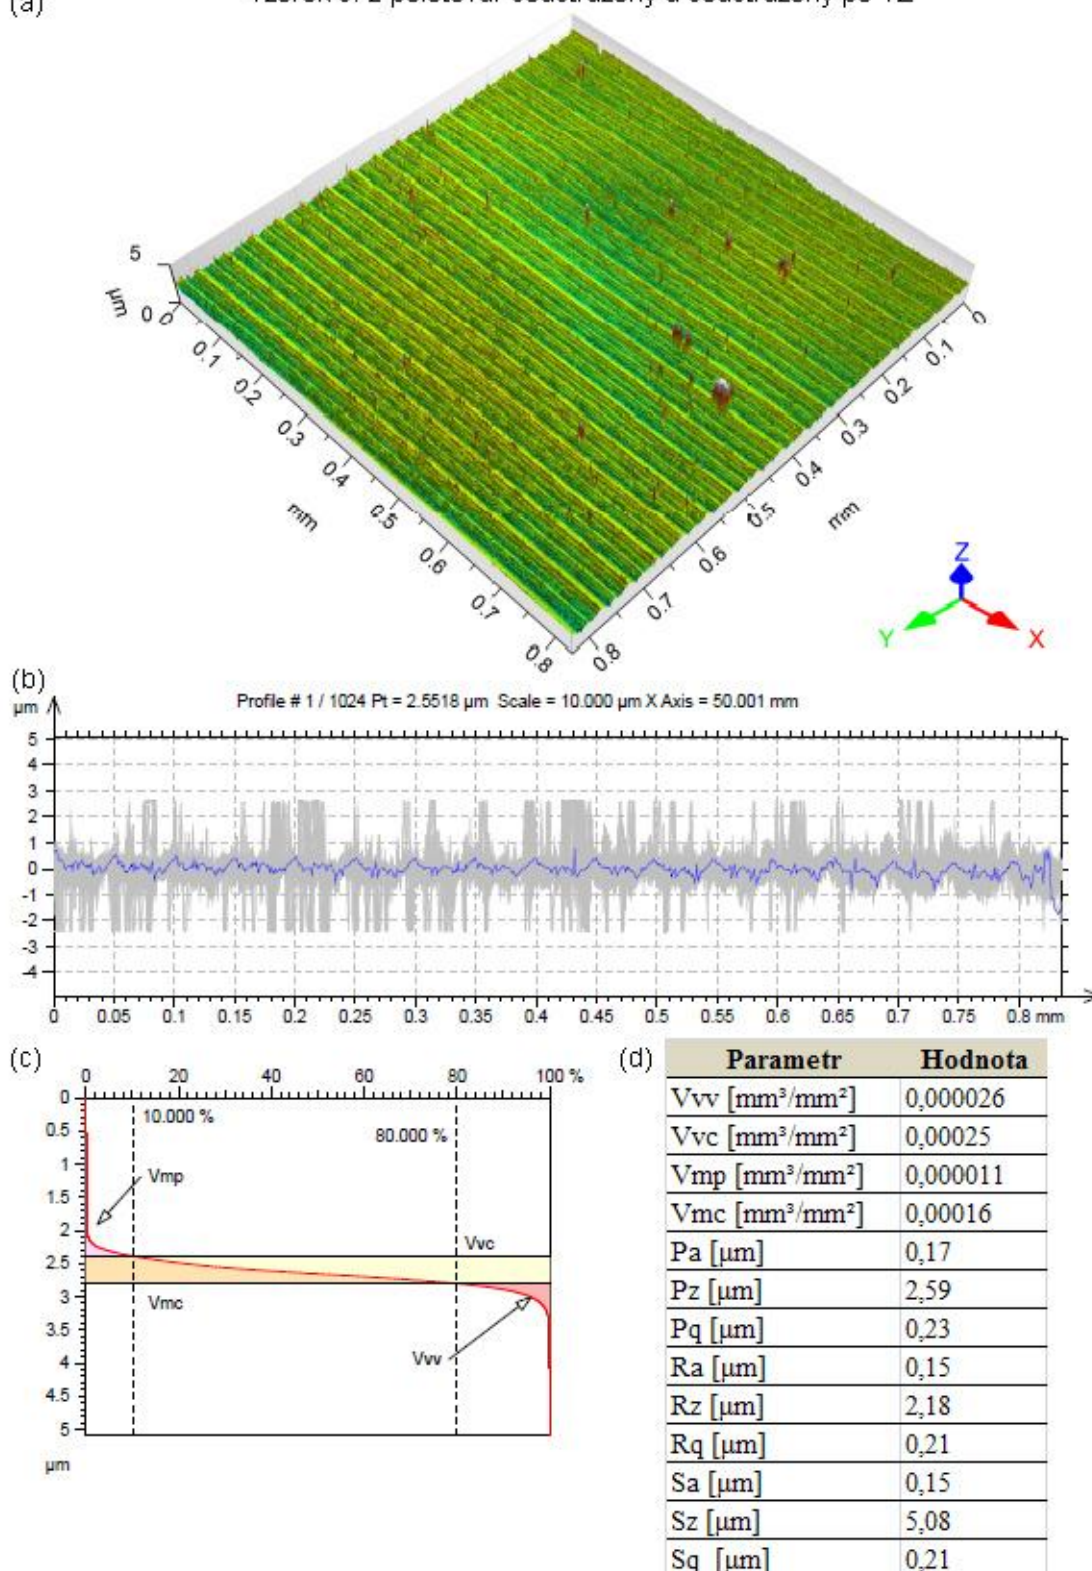 (a)
5
µm
0
0
0.1
0.2
0.3
0.4
0.5
0.6
0.7
0.8
mm
0
0.1
0.2
0.3
0.4
0.5
0.6
0.7
0.8
mm
Z
Y
X
(b)
µm
Profile # 1 / 1024 Pt = 2.5518 µm Scale = 10.000 µm X Axis = 50.001 mm
5
4
3
2
1
0
-1
-2
-3
-4
0 0.05 0.1 0.15 0.2 0.25 0.3 0.35 0.4 0.45 0.5 0.55 0.6 0.65 0.7 0.75 0.8 mm
(c)
0 20 40 60 80 100 %
0
0.5
1
1.5
2
2.5
3
3.5
4
4.5
5
µm
10.000 %
80.000 %
Vmp
Vvc
Vmc
Vvv
(d)
Parametr Hodnota
Vvv [mm³/mm²] 0,000026
Vvc [mm³/mm²] 0,00025
Vmp [mm³/mm²] 0,000011
Vmc [mm³/mm²] 0,00016
Pa [µm] 0,17
Pz [µm] 2,59
Pq [µm] 0,23
Ra [µm] 0,15
Rz [µm] 2,18
Rq [µm] 0,21
Sa [µm] 0,15
Sz [µm] 5,08
Sq [µm] 0,21